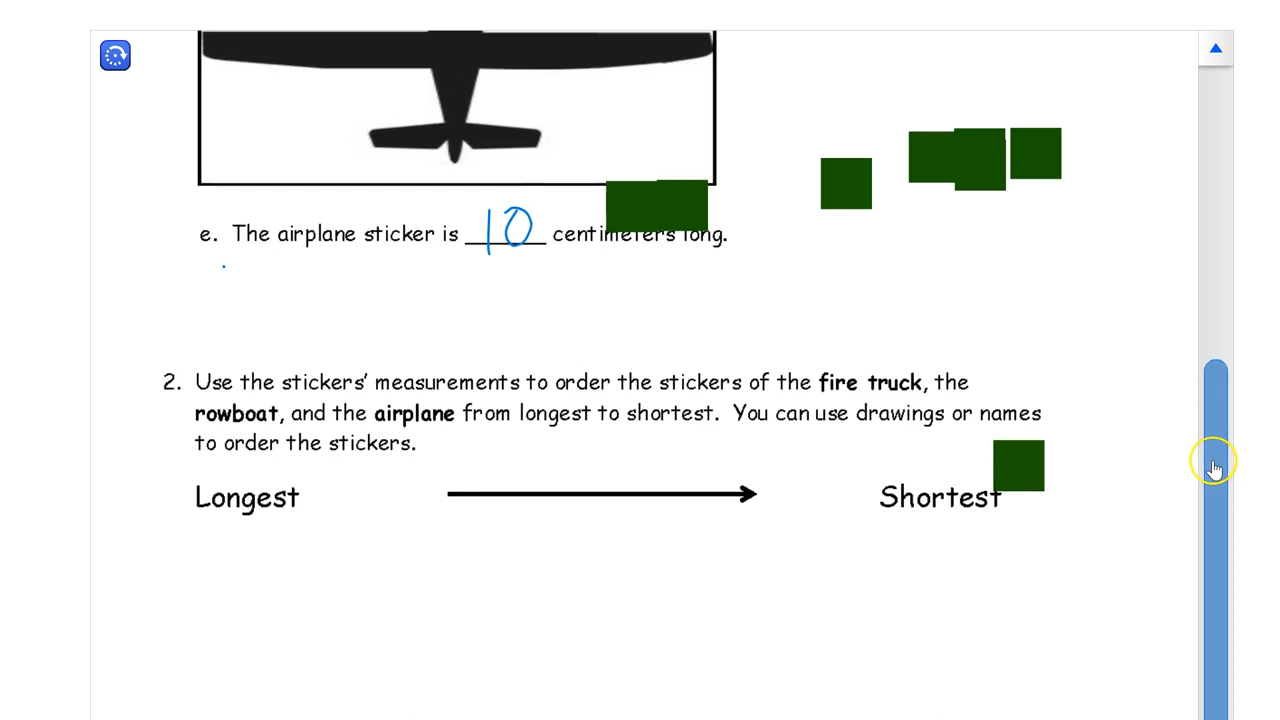 e. The airplane sticker is 10 centimeters long.
2. Use the stickers' measurements to order the stickers of the fire truck, the
rowboat, and the airplane from longest to shortest. You can use drawings or names
to order the stickers.
Longest Shortest